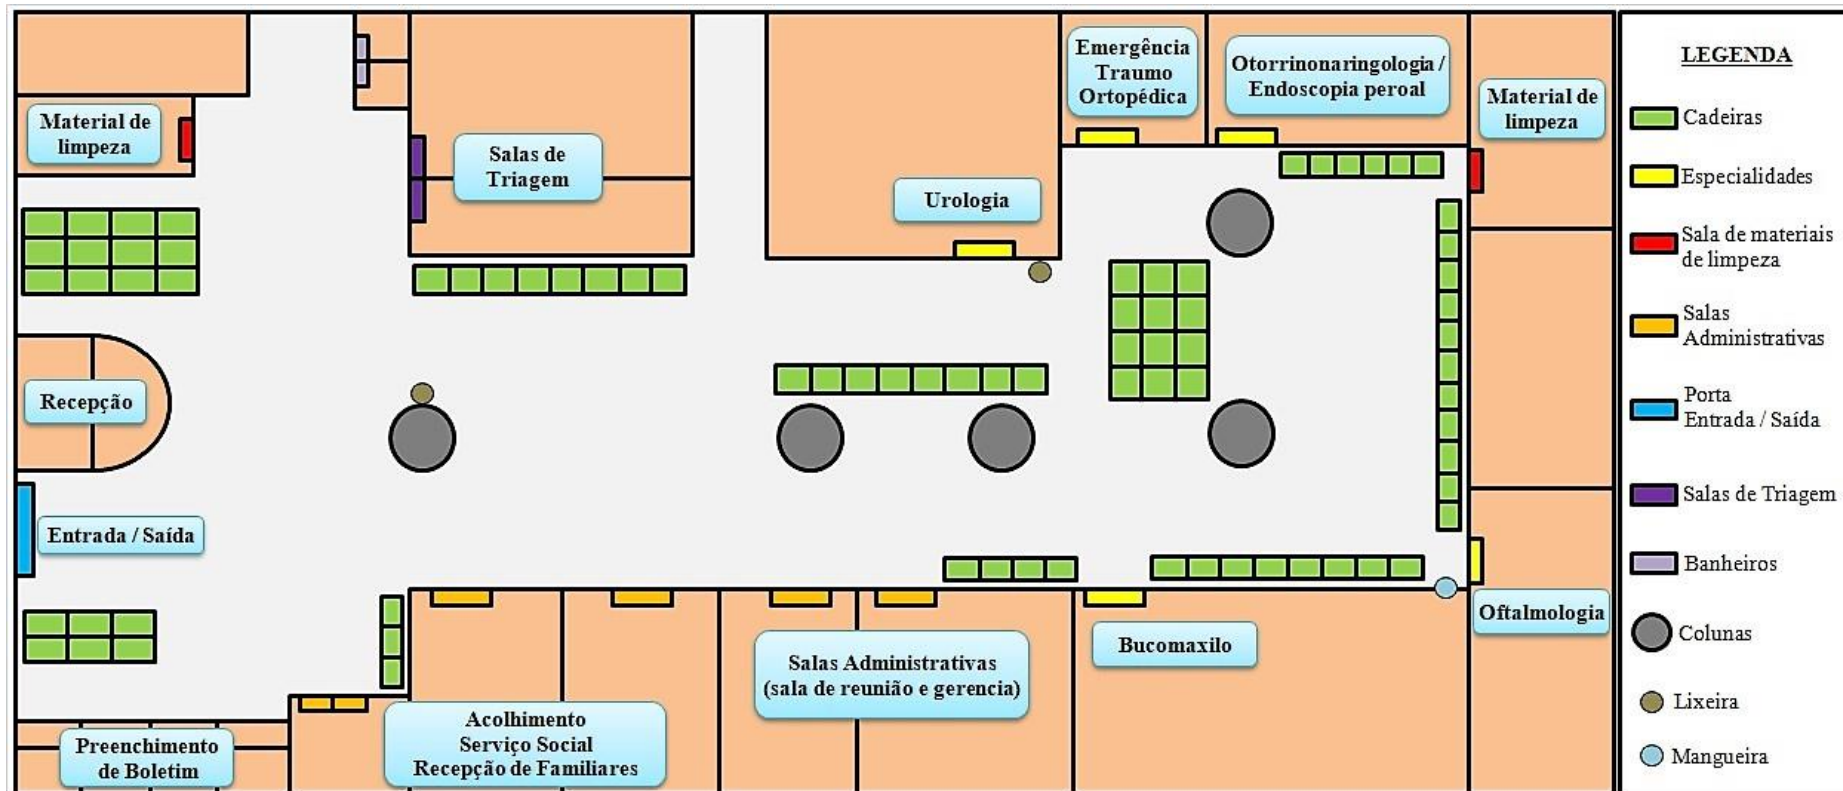 Material de
limpeza
Salas de
Triagem
Urologia
Emergência
Traumo
Ortopédica
Otorrinonaringologia /
Endoscopia peroal
Material de
limpeza
Recepção
Entrada / Saída
Preenchimento
de Boletim
Acolhimento
Serviço Social
Recepção de Familiares
Salas Administrativas
(sala de reunião e gerencia)
Bucomaxilo
Oftalmologia
LEGENDA
Cadeiras
Especialidades
Sala de materiais
de limpeza
Salas
Administrativas
Porta
Entrada / Saída
Salas de Triagem
Banheiros
Colunas
Lixeira
Mangueira